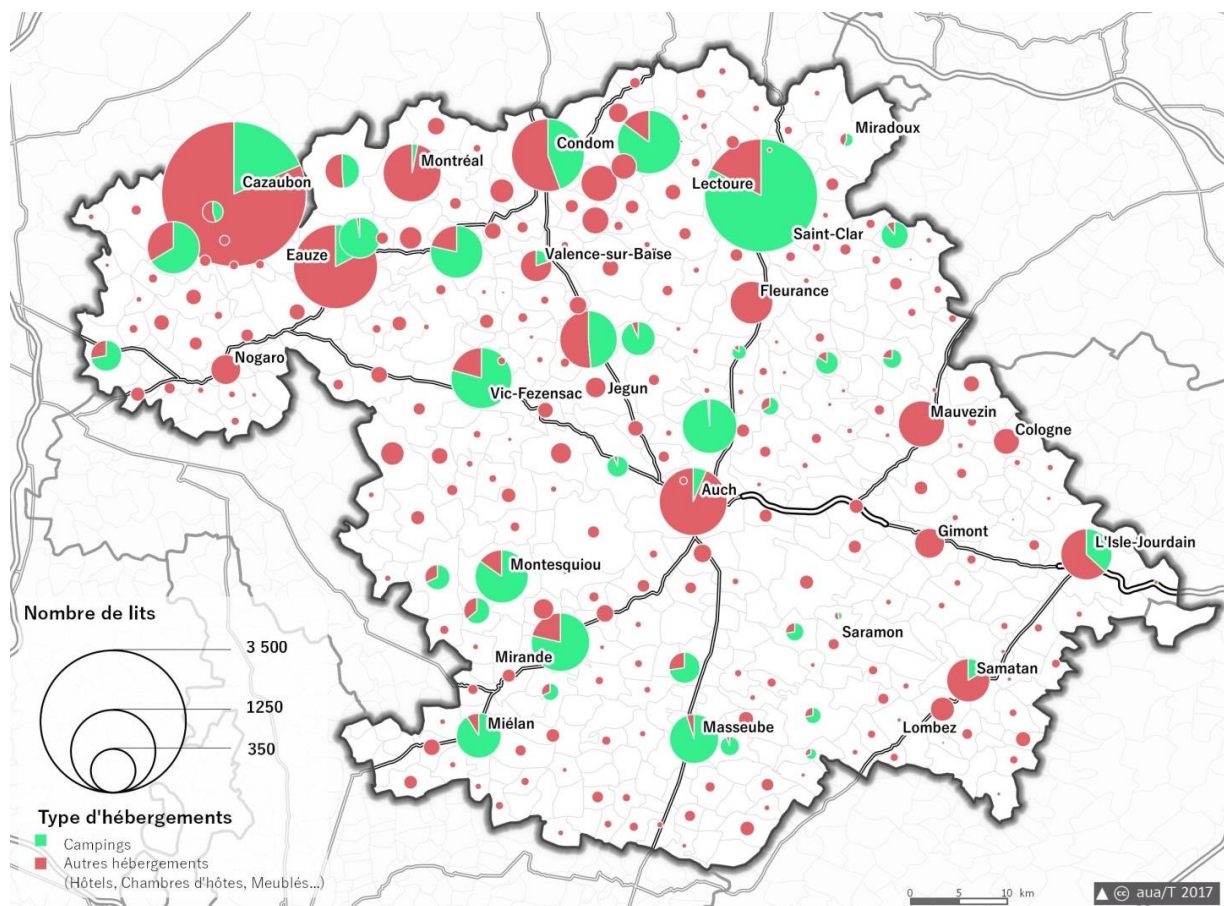 Miradoux
Condom
Montréal
Cazaubon
Lectoure
Saint-Clar
Eauze
Valence-sur-Baïse
Fleurance
Nogaro
Jegun
Vic-Fezensac
Mauvezin
Cologne
Auch
Gimont
L'Isle-Jourdain
Montesquiou
Saramon
Mirande
Samatan
Lombez
Miélan
Masseube
Nombre de lits
3 500
1250
350
Type d'hébergements
Campings
Autres hébergements
(Hôtels, Chambres d'hôtes, Meublés...)
0 5 10 km
cc aua/T 2017